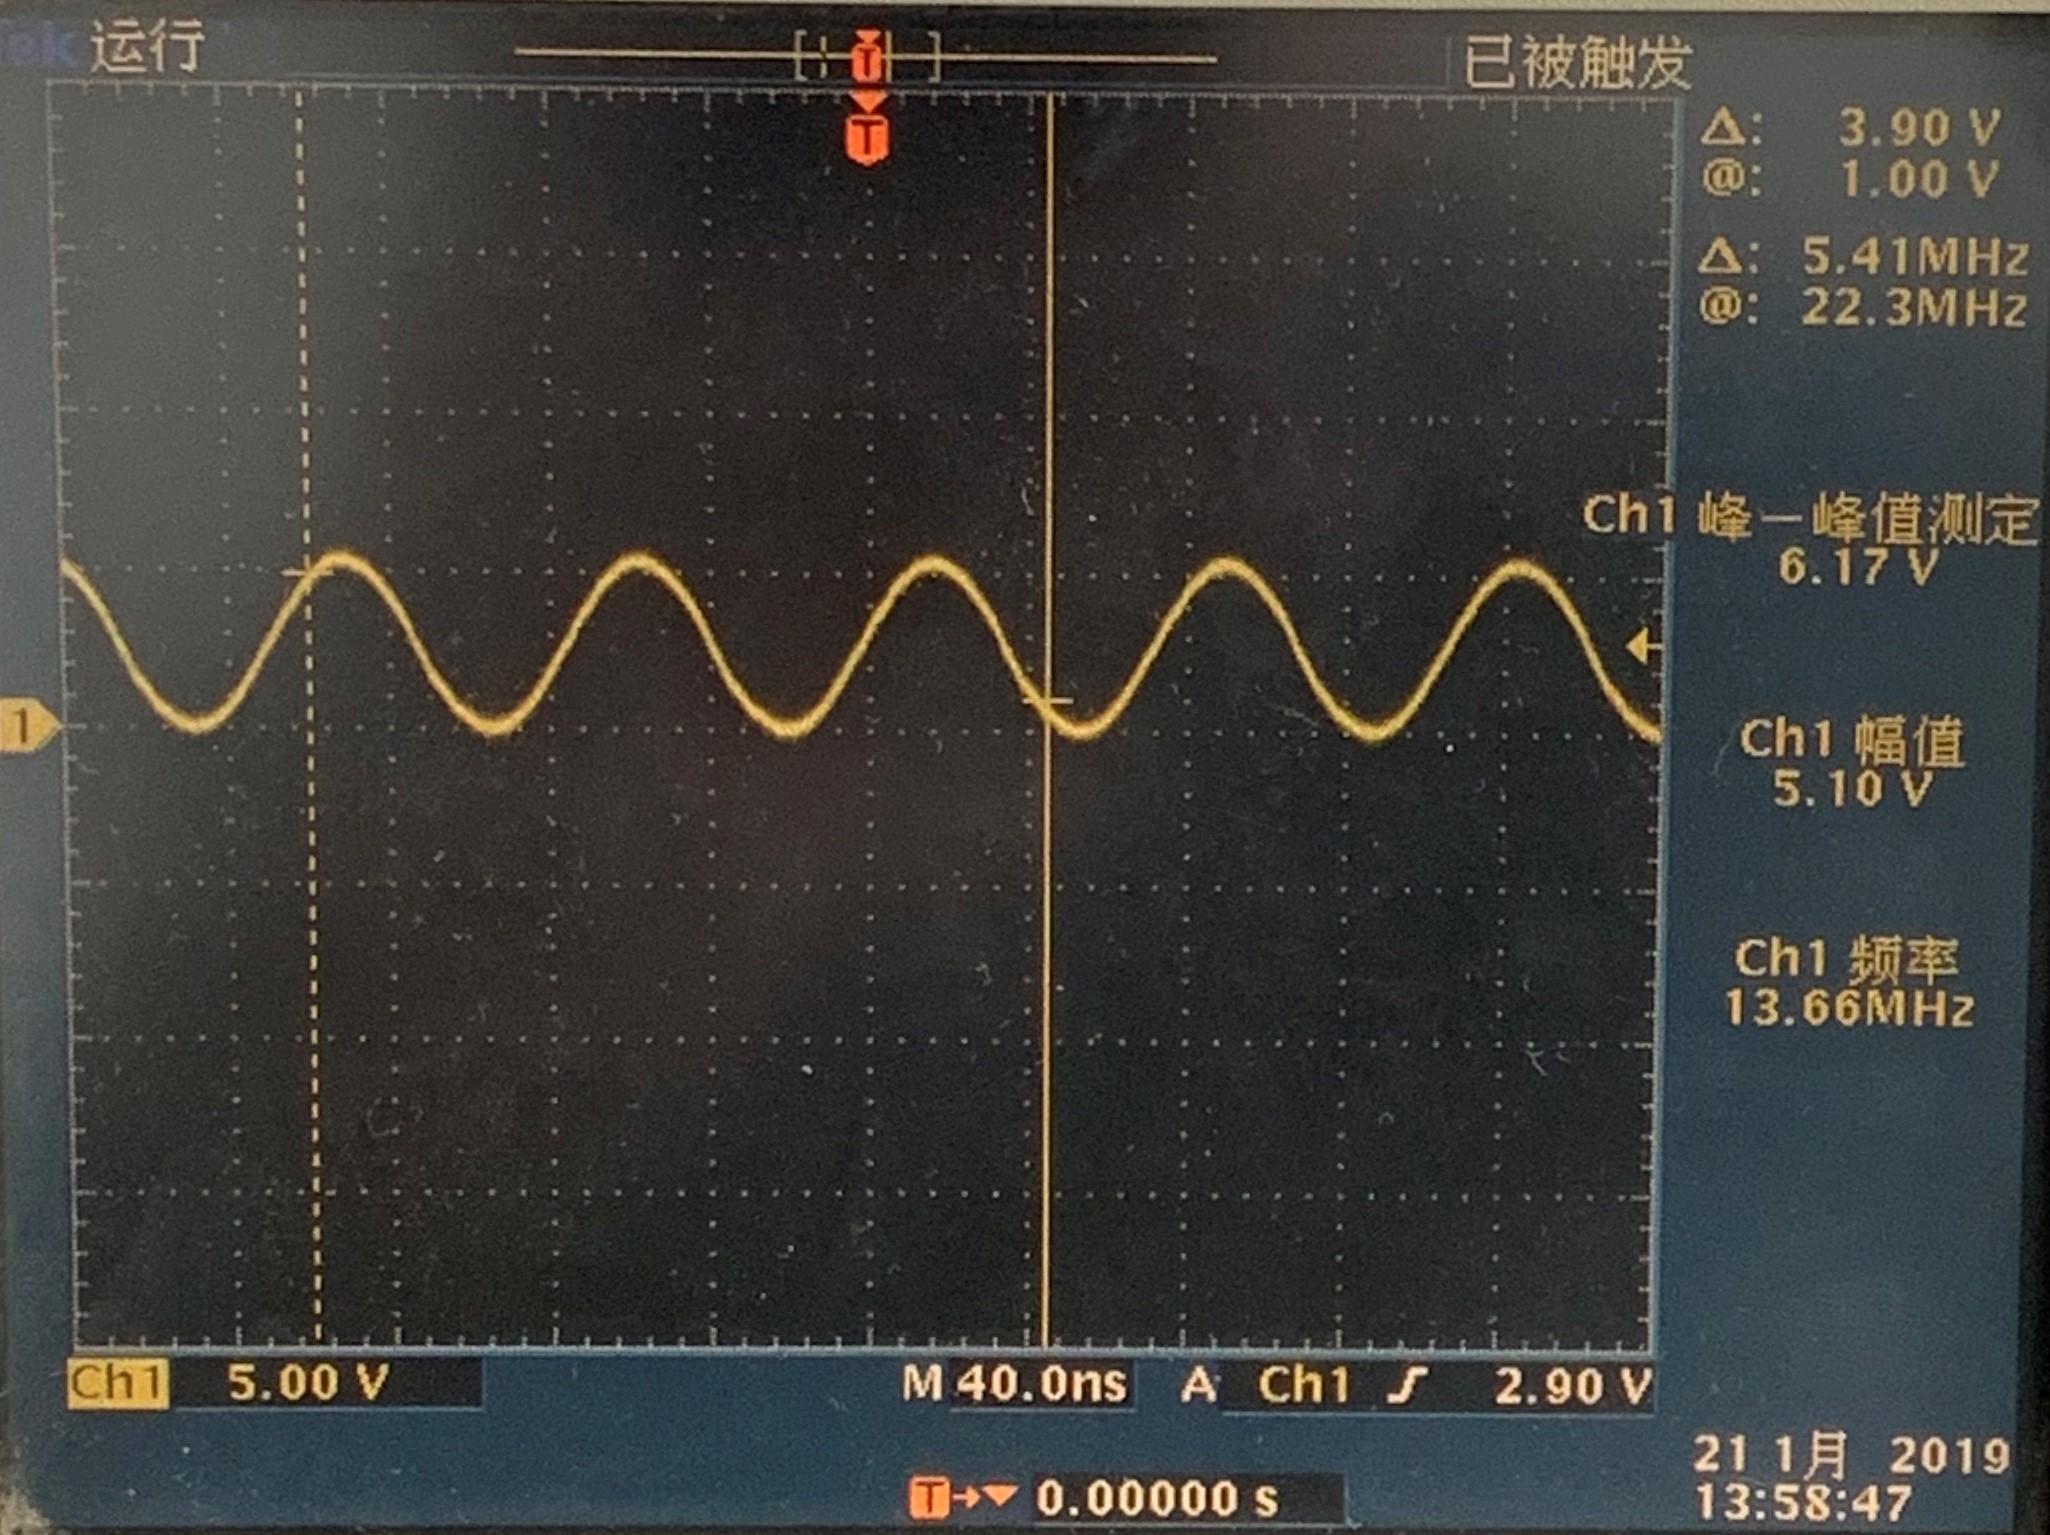 ek 运行
T
已被触发
T
Δ: 3.90 V
@: 1.00 V
Δ: 5.41MHz
@: 22.3MHz
Ch1 峰-峰值测定
6.17 V
1
Ch1 幅值
5.10 V
Ch1 频率
13.66MHz
Ch1 5.00 V M 40.0ns A Ch1 2.90 V
21 1月 2019
13:58:47
T 0.00000 s